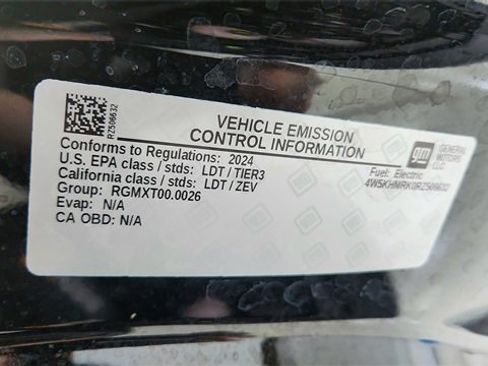 RZ508632
VEHICLE EMISSION
CONTROL INFORMATION
gm
GENERAL
MOTORS
LLC
Conforms to Regulations: 2024
U.S. EPA class / stds: LDT / TIER3
California class / stds: LDT / ZEV
Group: RGMXT00.0026
Evap: N/A
CA OBD: N/A
Fuel: Electric